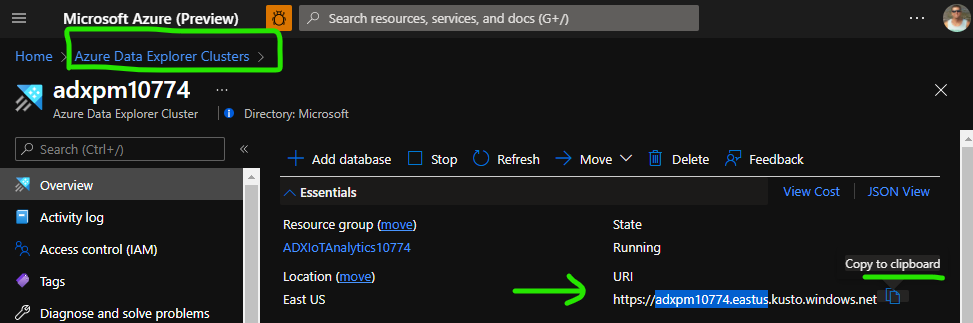 Microsoft Azure (Preview)
Search resources, services, and docs (G+/)
...
Home > Azure Data Explorer Clusters >
adxpm10774 ...
Azure Data Explorer Cluster
Directory: Microsoft
Search (Ctrl+/)
«
Add database
Stop
Refresh
Move
Delete
Feedback
Overview
Activity log
Access control (IAM)
Tags
Diagnose and solve problems
Essentials
View Cost
JSON View
Resource group (move)
ADXIoTAnalytics10774
Location (move)
East US
State
Running
Copy to clipboard
URI
https://adxpm10774.eastus.kusto.windows.net